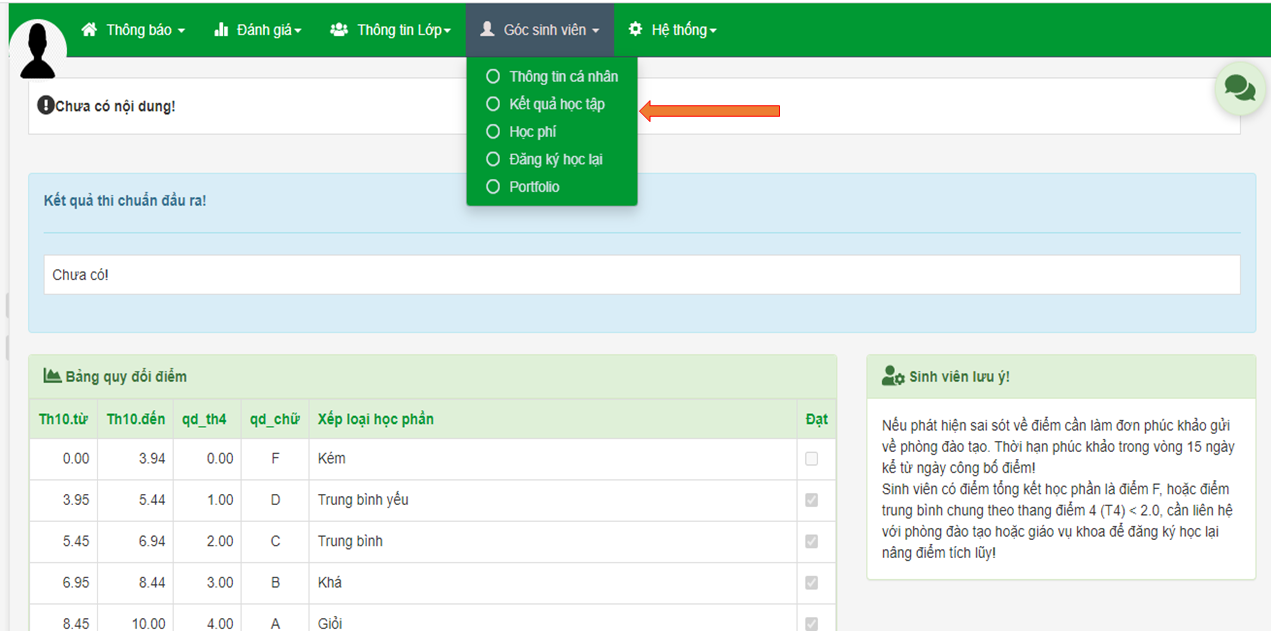 Thông báo Đánh giá Thông tin Lớp Góc sinh viên Hệ thống
Thông tin cá nhân
Kết quả học tập
Học phí
Đăng ký học lại
Portfolio
Chưa có nội dung!
Kết quả thi chuẩn đầu ra!
Chưa có!
Bảng quy đổi điểm
Th10.từ Th10.đến qd_th4 qd_chữ Xếp loại học phần Đạt
0.00 3.94 0.00 F Kém
3.95 5.44 1.00 D Trung bình yếu
5.45 6.94 2.00 C Trung bình
6.95 8.44 3.00 B Khá
8.45 10.00 4.00 A Giỏi
Sinh viên lưu ý!
Nếu phát hiện sai sót về điểm cần làm đơn phúc khảo gửi
về phòng đào tạo. Thời hạn phúc khảo trong vòng 15 ngày
kể từ ngày công bố điểm!
Sinh viên có điểm tổng kết học phần là điểm F, hoặc điểm
trung bình chung theo thang điểm 4 (T4) < 2.0, cần liên hệ
với phòng đào tạo hoặc giáo vụ khoa để đăng ký học lại
nâng điểm tích lũy!